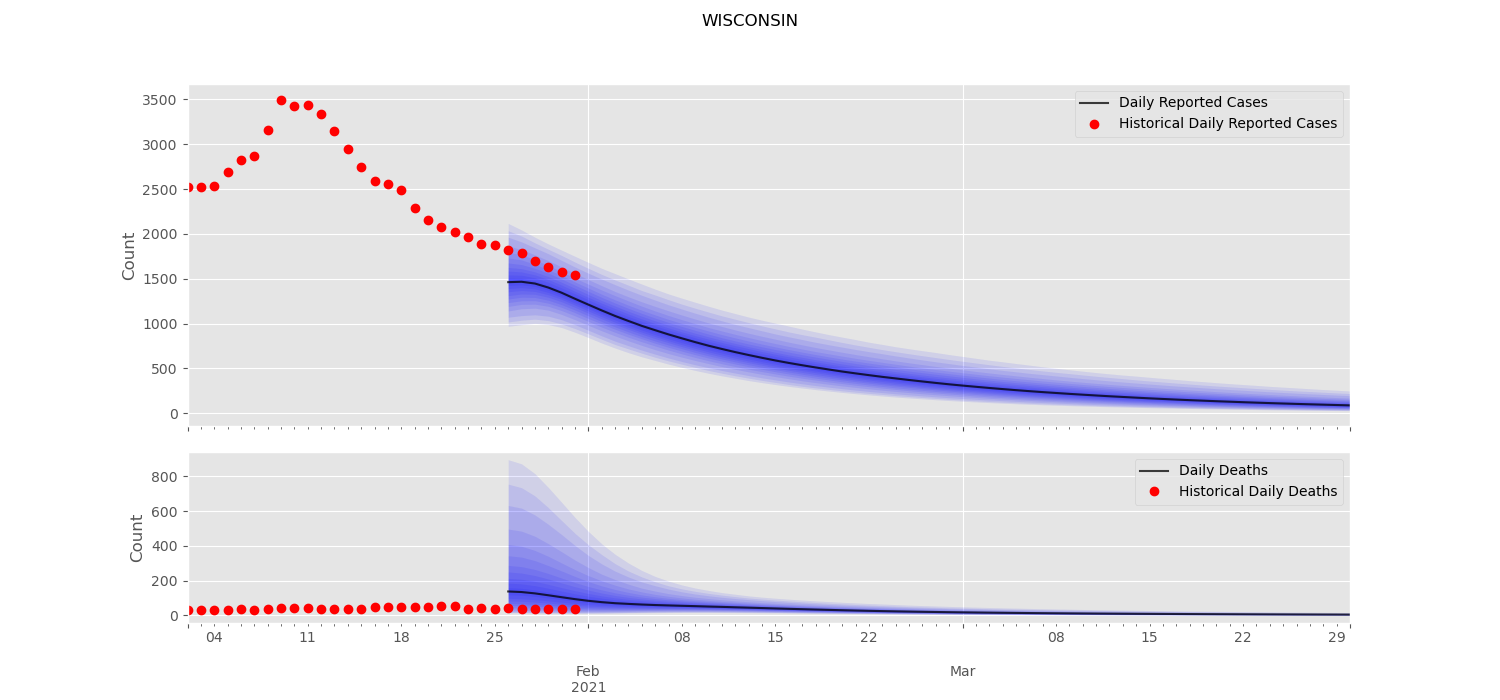 WISCONSIN
3500
3000
2500
2000
1500
1000
500
0
Count
Daily Reported Cases
Historical Daily Reported Cases
800
600
400
200
0
Count
Daily Deaths
Historical Daily Deaths
04 11 18 25 08 15 22 08 15 22 29
Feb Mar
2021